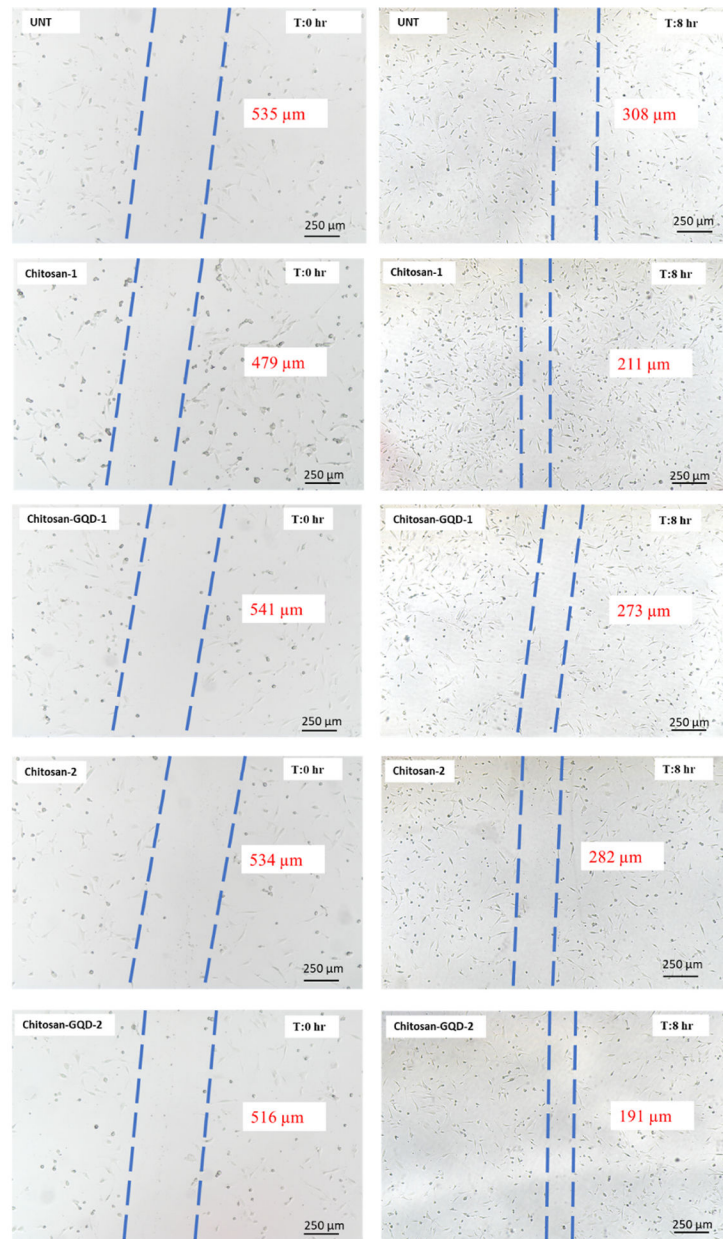 UNT T:0 hr
535 µm
250 µm
UNT T:8 hr
308 µm
250 µm
Chitosan-1 T:0 hr
479 µm
250 µm
Chitosan-1 T:8 hr
211 µm
250 µm
Chitosan-GQD-1 T:0 hr
541 µm
250 µm
Chitosan-GQD-1 T:8 hr
273 µm
250 µm
Chitosan-2 T:0 hr
534 µm
250 µm
Chitosan-2 T:8 hr
282 µm
250 µm
Chitosan-GQD-2 T:0 hr
516 µm
250 µm
Chitosan-GQD-2 T:8 hr
191 µm
250 µm